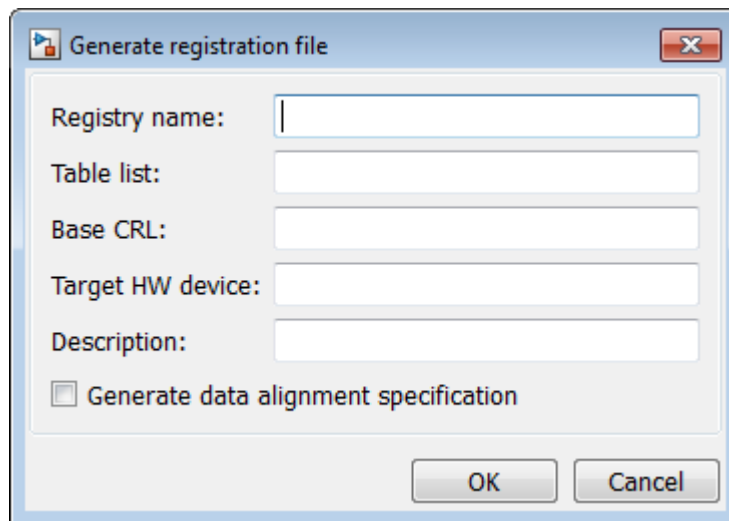 Generate registration file
Registry name:
Table list:
Base CRL:
Target HW device:
Description:
Generate data alignment specification
OK Cancel